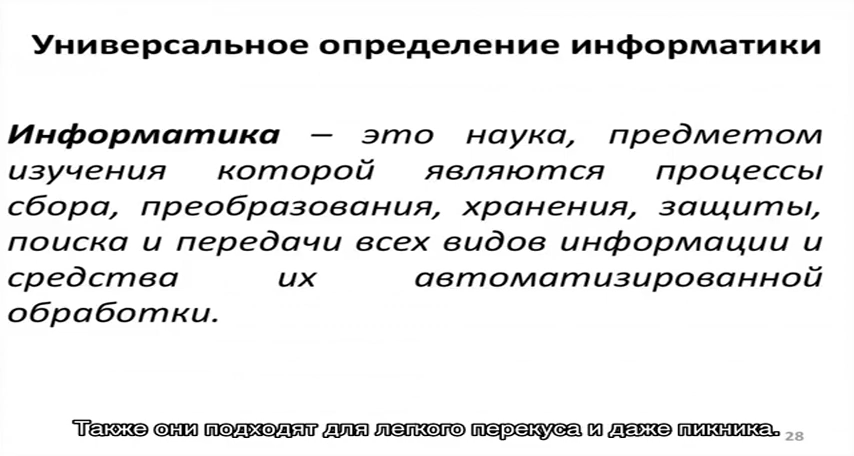 Универсальное определение информатики
Информатика – это наука, предметом
изучения которой являются процессы
сбора, преобразования, хранения, защиты,
поиска и передачи всех видов информации и
средства их автоматизированной
обработки.
Также они подходят для легкого перекуса и даже пикника.
28